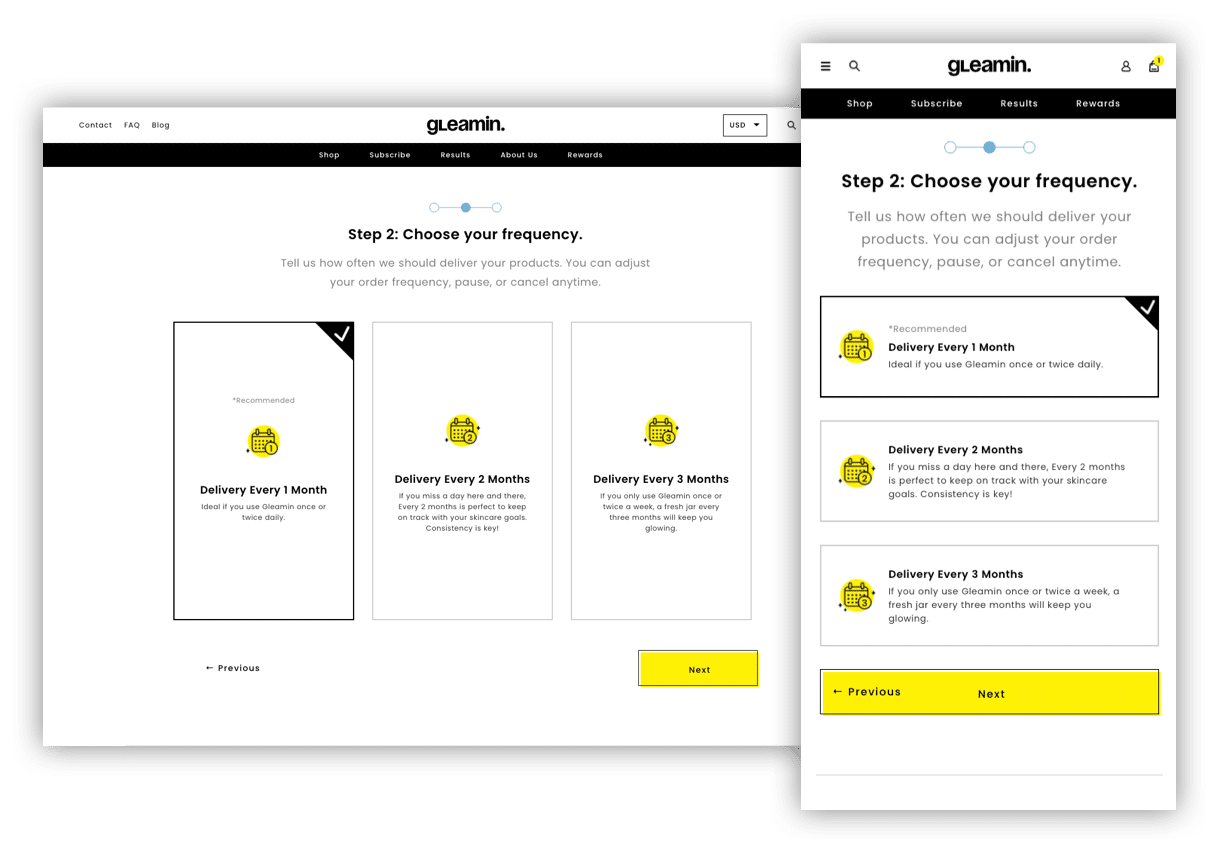 Contact FAQ Blog
gLeamin.
USD
Shop Subscribe Results About Us Rewards
Step 2: Choose your frequency.
Tell us how often we should deliver your products. You can adjust
your order frequency, pause, or cancel anytime.
*Recommended
1
Delivery Every 1 Month
Ideal if you use Gleamin once or
twice daily.
2
Delivery Every 2 Months
If you miss a day here and there,
Every 2 months is perfect to keep
on track with your skincare goals.
Consistency is key!
3
Delivery Every 3 Months
If you only use Gleamin once or
twice a week, a fresh jar every
three months will keep you
glowing.
← Previous
Next
gLeamin.
1
Shop Subscribe Results Rewards
Step 2: Choose your frequency.
Tell us how often we should deliver your
products. You can adjust your order
frequency, pause, or cancel anytime.
1
*Recommended
Delivery Every 1 Month
Ideal if you use Gleamin once or twice daily.
2
Delivery Every 2 Months
If you miss a day here and there, Every 2 months
is perfect to keep on track with your skincare
goals. Consistency is key!
3
Delivery Every 3 Months
If you only use Gleamin once or twice a week, a
fresh jar every three months will keep you
glowing.
← Previous
Next